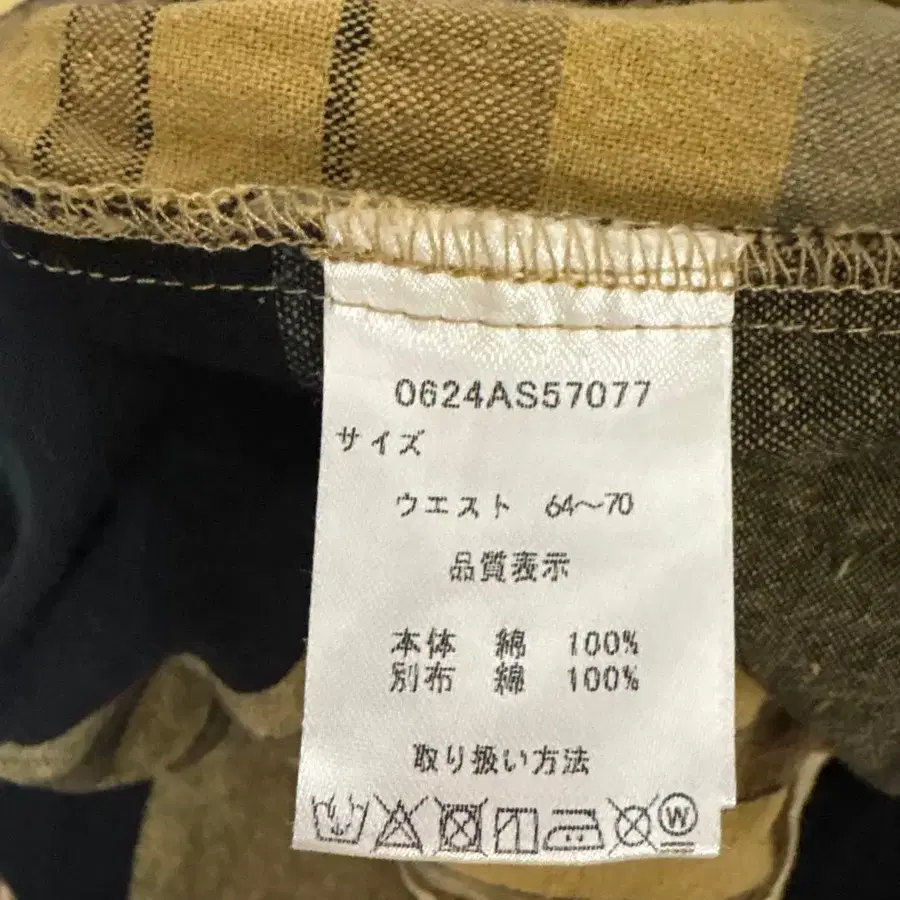 0624AS57077
サイズ
ウエスト 64〜70
品質表示
本体 綿 100%
別布 綿 100%
取り扱い方法
W